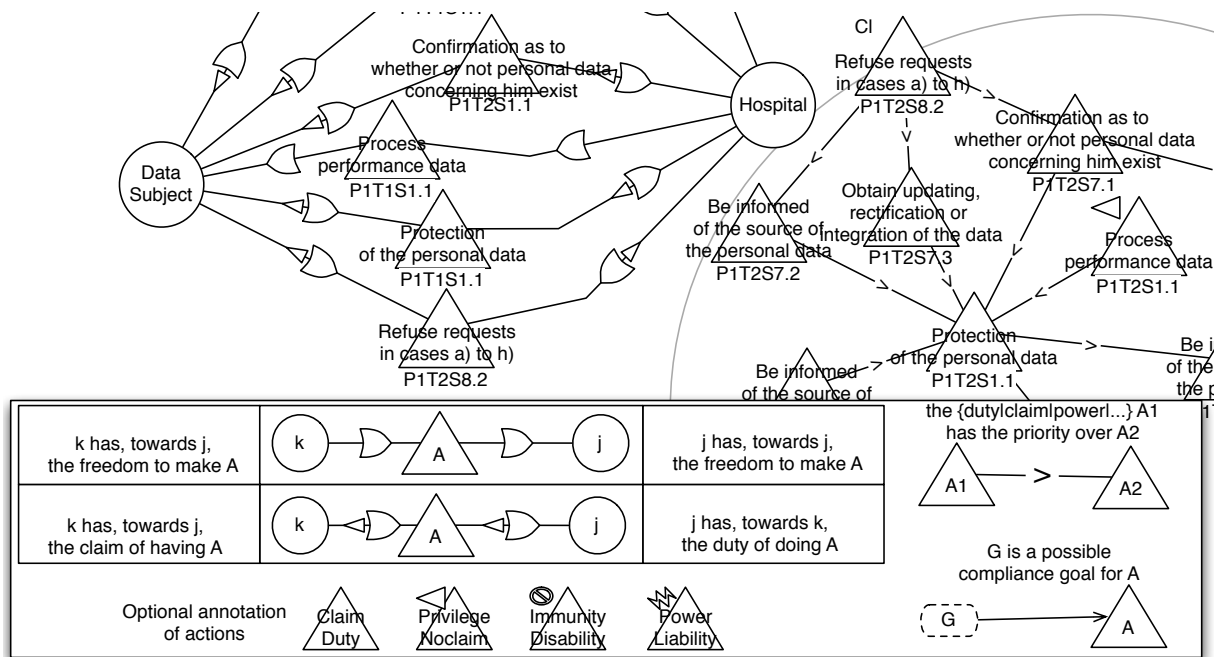 Cl
Confirmation as to
whether or not personal data
concerning him exist
P1T2S1.1
Refuse requests
in cases a) to h)
P1T2S8.2
Hospital
Confirmation as to
whether or not personal data
concerning him exist
P1T2S7.1
Process
performance data
P1T1S1.1
Data
Subject
Obtain updating,
rectification or
integration of the data
P1T2S7.3
Be informed
of the source of
the personal data
P1T2S7.2
Protection
of the personal data
P1T1S1.1
Process
performance data
P1T2S1.1
Refuse requests
in cases a) to h)
P1T2S8.2
Protection
of the personal data
P1T2S1.1
Be informed
of the source of
Be i
of the
the p
k has, towards j,
the freedom to make A
k
A
j
j has, towards j,
the freedom to make A
the {duty|claim|power|...} A1
has the priority over A2
A1
>
A2
k has, towards j,
the claim of having A
k
A
j
j has, towards k,
the duty of doing A
G is a possible
compliance goal for A
G
A
Optional annotation
of actions
Claim
Duty
Privilege
Noclaim
Immunity
Disability
Power
Liability